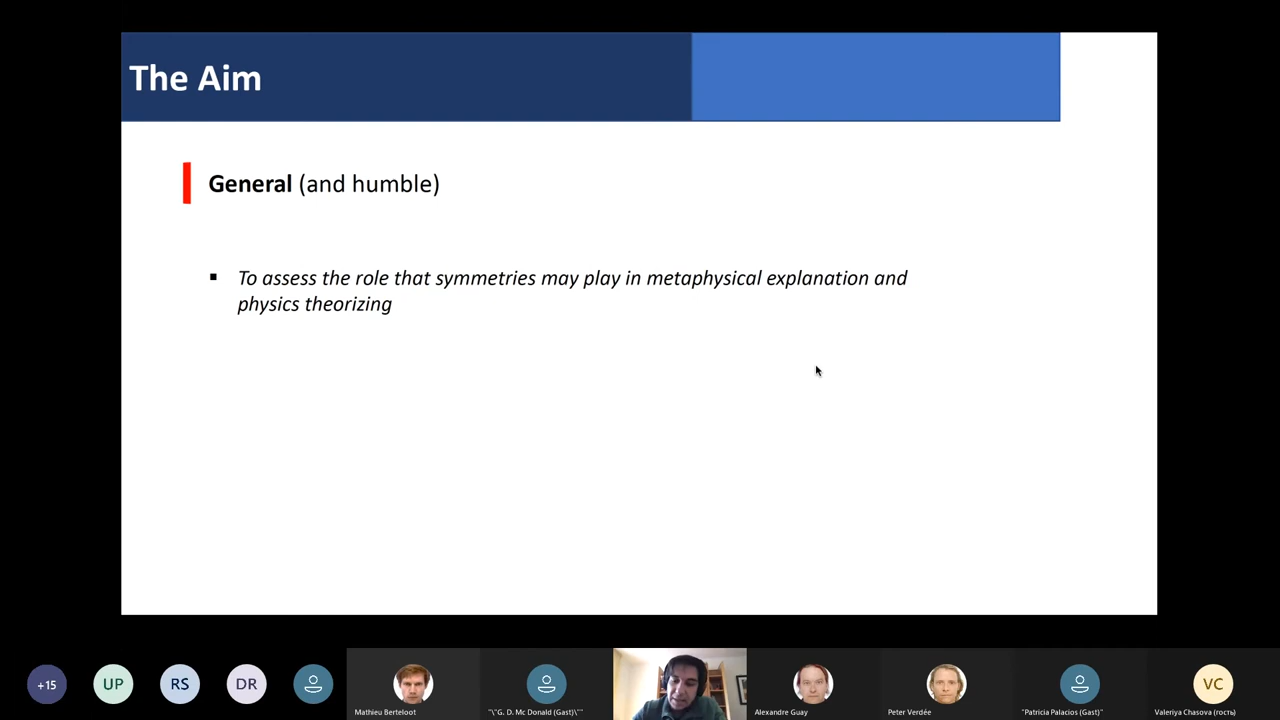 The Aim
General (and humble)
To assess the role that symmetries may play in metaphysical explanation and
physics theorizing
+15
UP
RS
DR
VC
Mathieu Berteloot
"\"G. D. Mc Donald (Gast)\""
Alexandre Guay
Peter Verdée
"Patricia Palacios (Gast)"
Valeriya Chasova (гость)